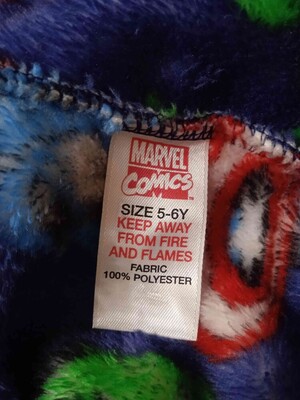 MARVEL
COMICS
SIZE 5-6Y
KEEP AWAY
FROM FIRE
AND FLAMES
FABRIC
100% POLYESTER